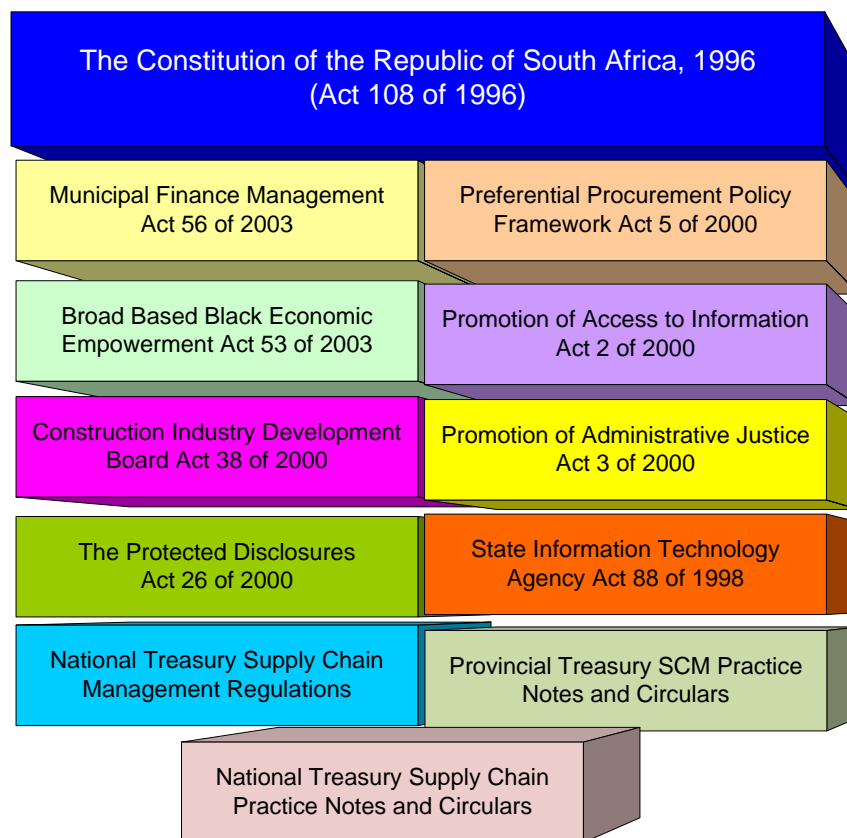 The Constitution of the Republic of South Africa, 1996
(Act 108 of 1996)
Municipal Finance Management
Act 56 of 2003
Preferential Procurement Policy
Framework Act 5 of 2000
Broad Based Black Economic
Empowerment Act 53 of 2003
Promotion of Access to Information
Act 2 of 2000
Construction Industry Development
Board Act 38 of 2000
Promotion of Administrative Justice
Act 3 of 2000
The Protected Disclosures
Act 26 of 2000
State Information Technology
Agency Act 88 of 1998
National Treasury Supply Chain
Management Regulations
Provincial Treasury SCM Practice
Notes and Circulars
National Treasury Supply Chain
Practice Notes and Circulars